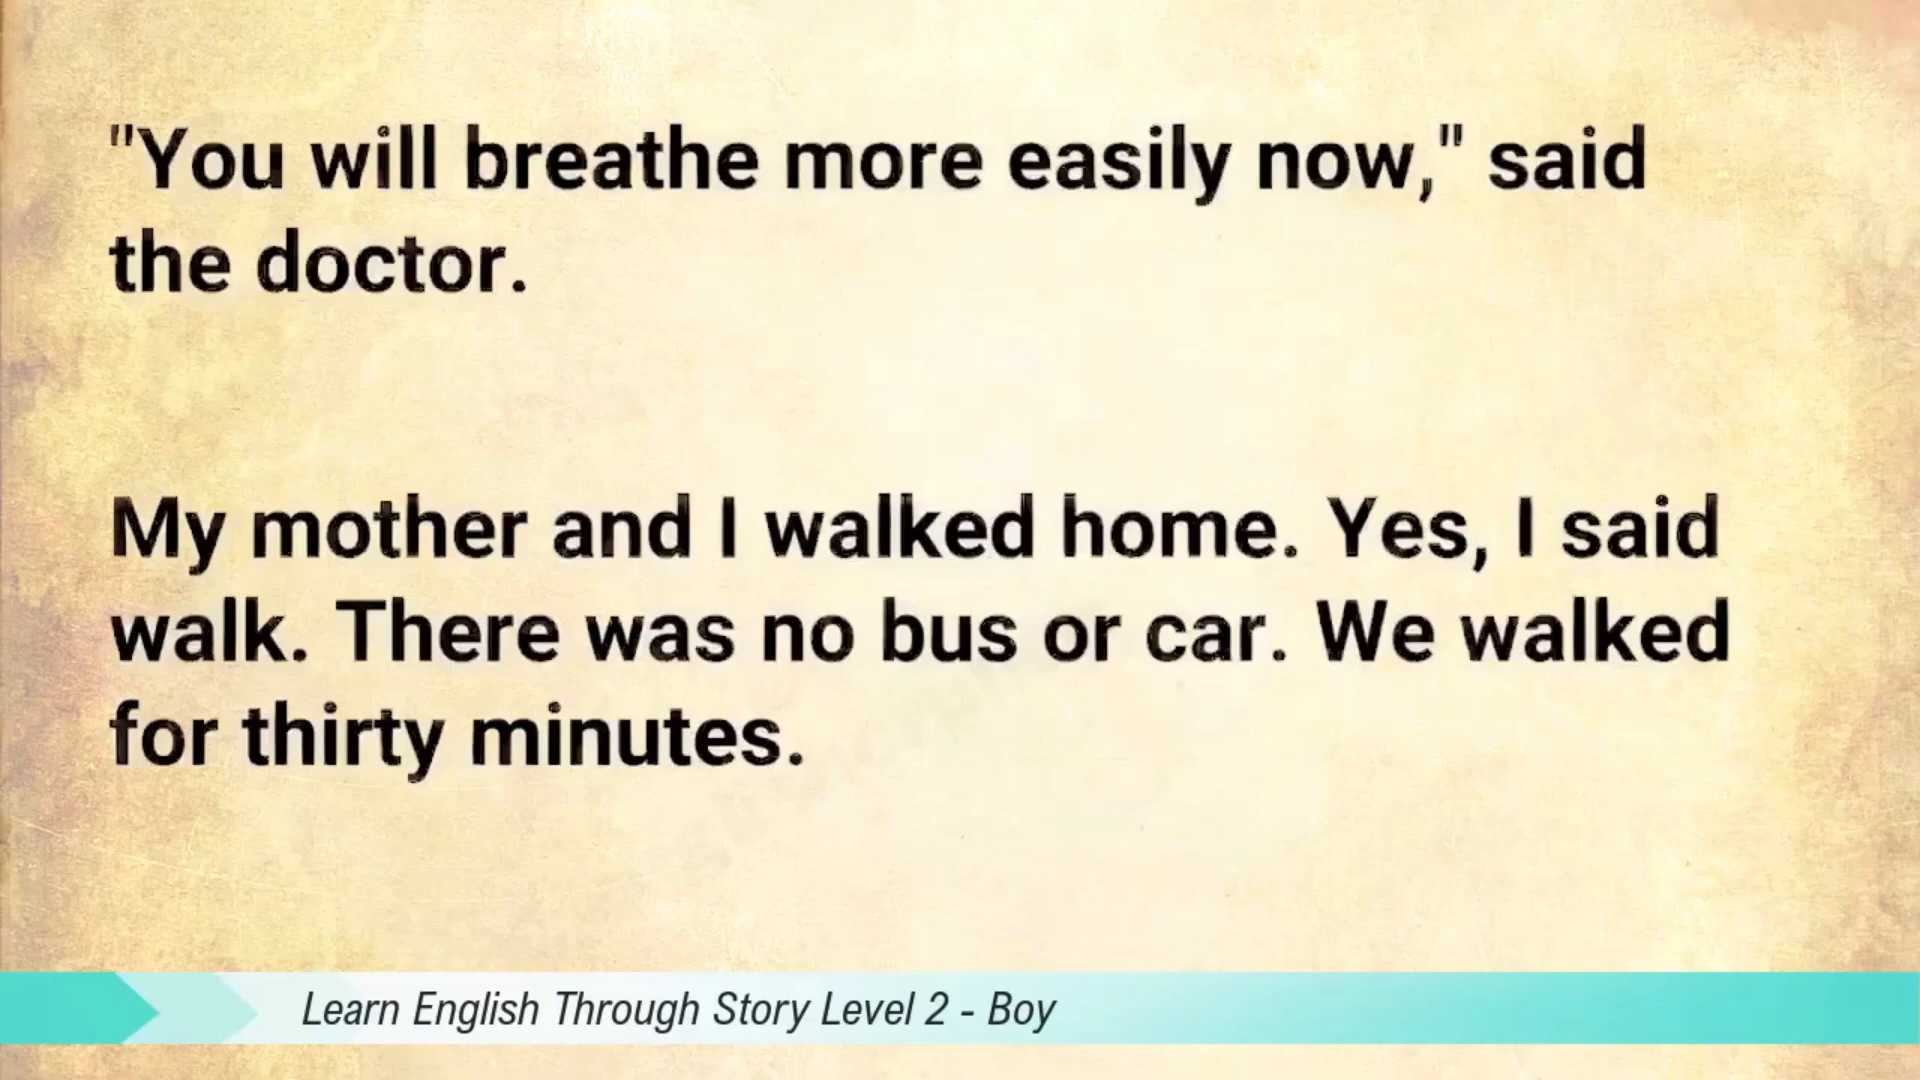 "You will breathe more easily now," said
the doctor.
My mother and I walked home. Yes, I said
walk. There was no bus or car. We walked
for thirty minutes.
Learn English Through Story Level 2 - Boy